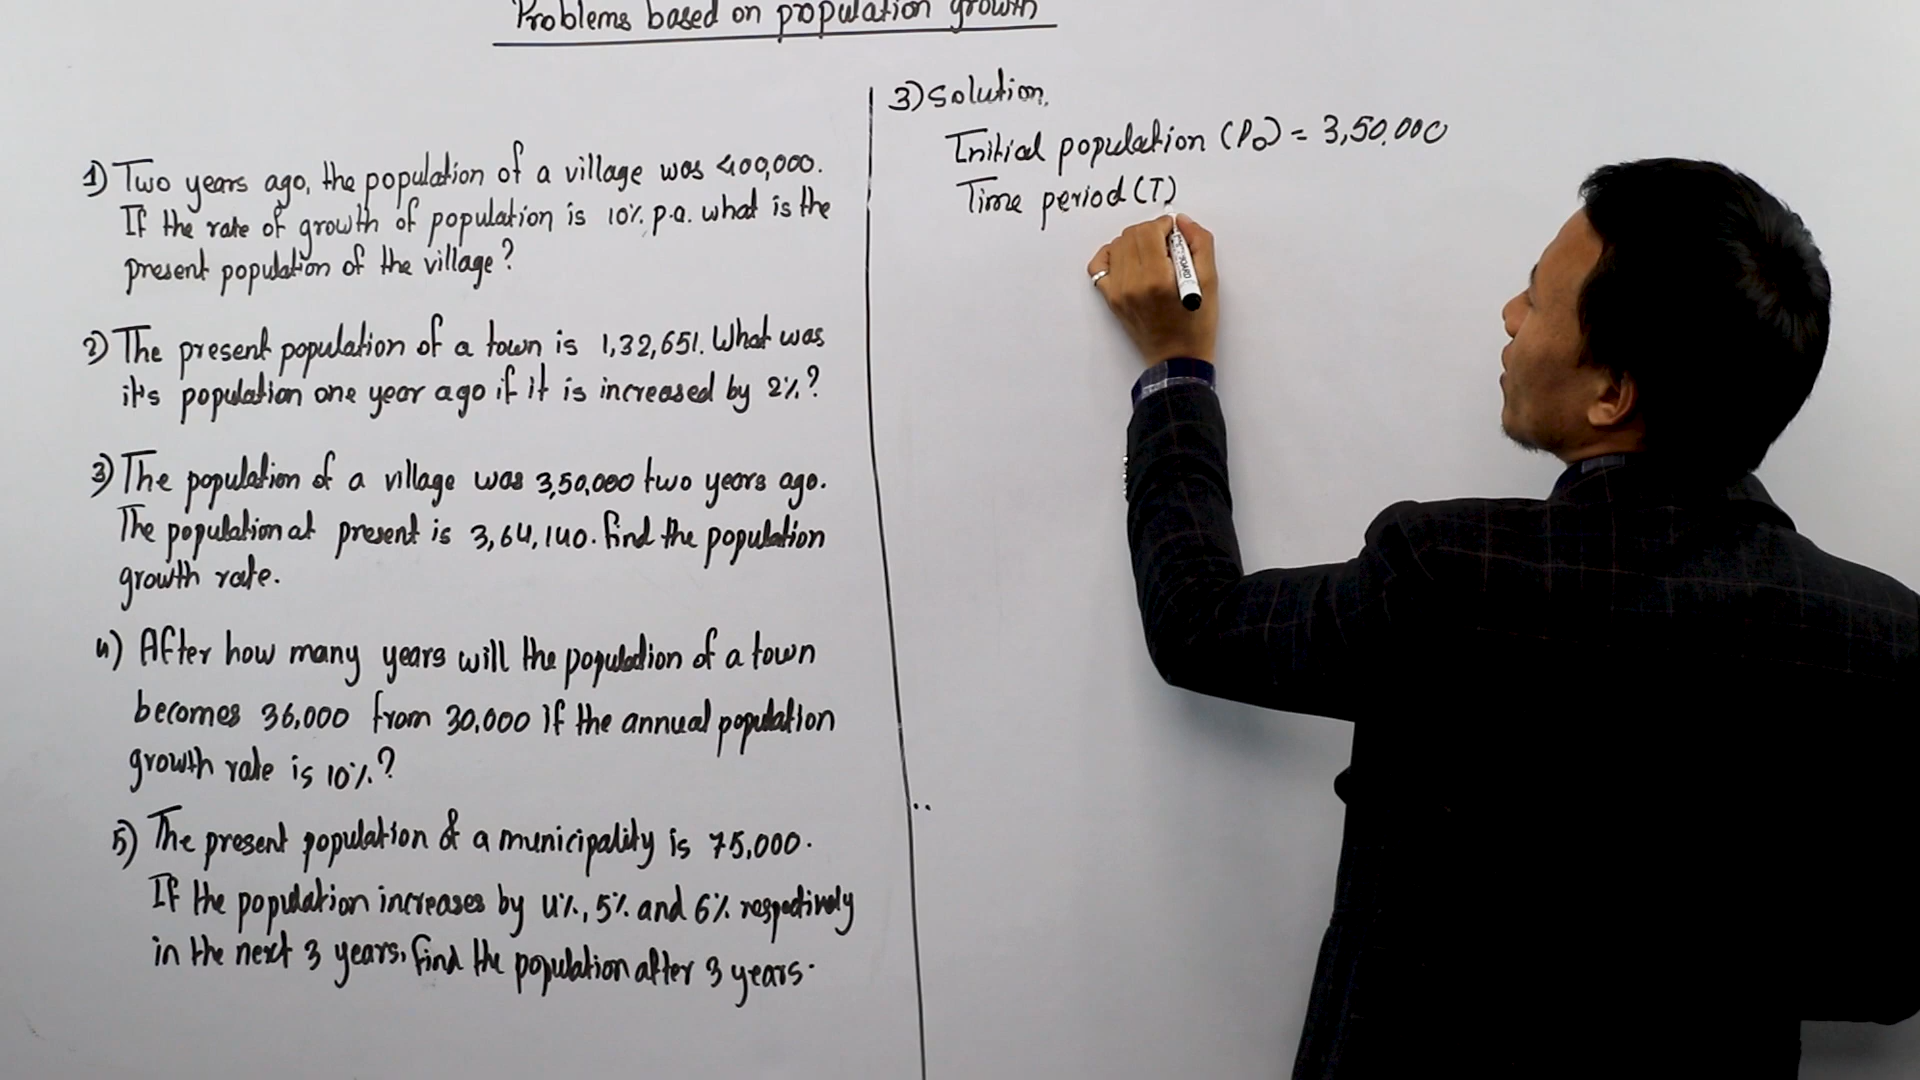 Problems based on population growth
1) Two years ago, the population of a village was 400,000.
If the rate of growth of population is 10% p.a. what is the
present population of the village?
2) The present population of a town is 1,32,651. What was
it's population one year ago if it is increased by 2%?
3) The population of a village was 3,50,000 two years ago.
The population at present is 3,64,140. find the population
growth rate.
4) After how many years will the population of a town
becomes 36,000 from 30,000 if the annual population
growth rate is 10%?
5) The present population of a municipality is 75,000.
If the population increases by 4%, 5% and 6% respectively
in the next 3 years, find the population after 3 years.
3) Solution,
Initial population (P0) = 3,50,000
Time period (T)